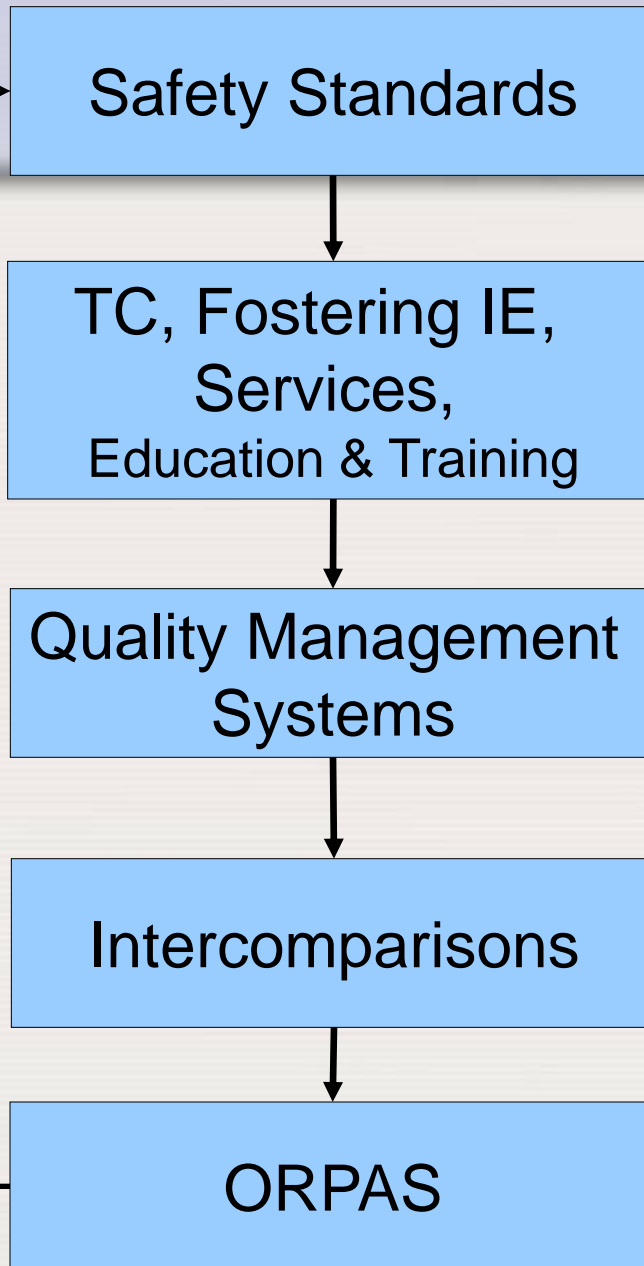 Safety Standards
TC, Fostering IE,
Services,
Education & Training
Quality Management
Systems
Intercomparisons
ORPAS